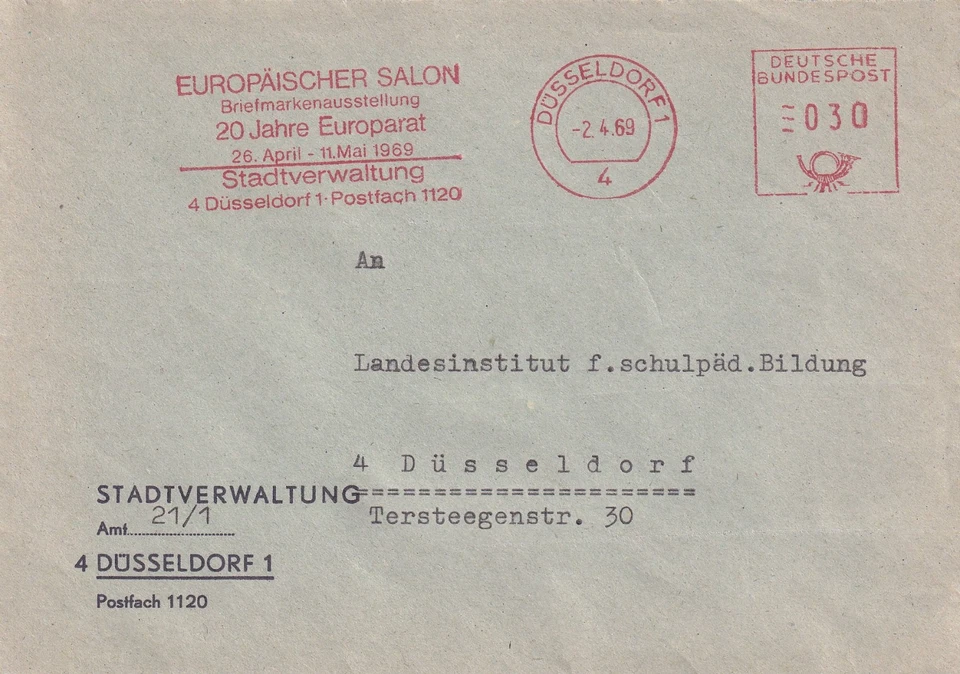 EUROPÄISCHER SALON
Briefmarkenausstellung
20 Jahre Europarat
26. April - 11. Mai 1969
Stadtverwaltung
4 Düsseldorf 1 · Postfach 1120
DÜSSELDORF 1
-2.4.69
4
DEUTSCHE
BUNDESPOST
030
An
Landesinstitut f.schulpäd.Bildung
4 Düsseldorf
======================
Tersteegenstr. 30
STADTVERWALTUNG
Amt 21/1
4 DÜSSELDORF 1
Postfach 1120